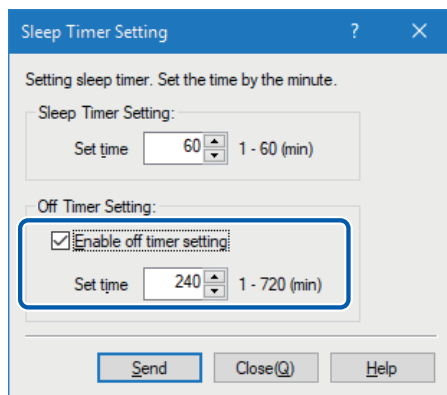 Sleep Timer Setting ? ×
Setting sleep timer. Set the time by the minute.
Sleep Timer Setting:
Set time 60 1 - 60 (min)
Off Timer Setting:
Enable off timer setting
Set time 240 1 - 720 (min)
Send Close(Q) Help